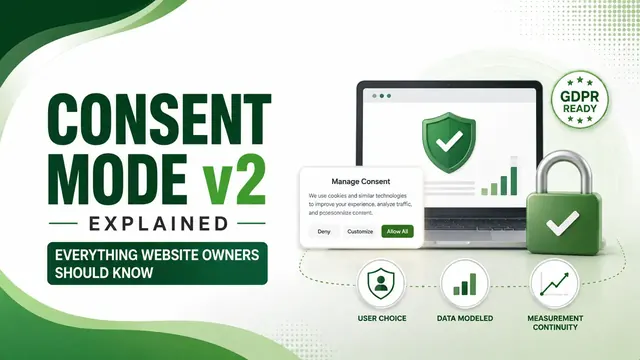 CONSENT
MODE v2
EXPLAINED
EVERYTHING WEBSITE OWNERS
SHOULD KNOW
GDPR
READY
Manage Consent
We use cookies and similar technologies
to improve your experience, analyze traffic,
and personalize content.
Deny
Customize
Allow All
USER CHOICE
DATA MODELED
MEASUREMENT
CONTINUITY